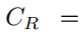 C_R =